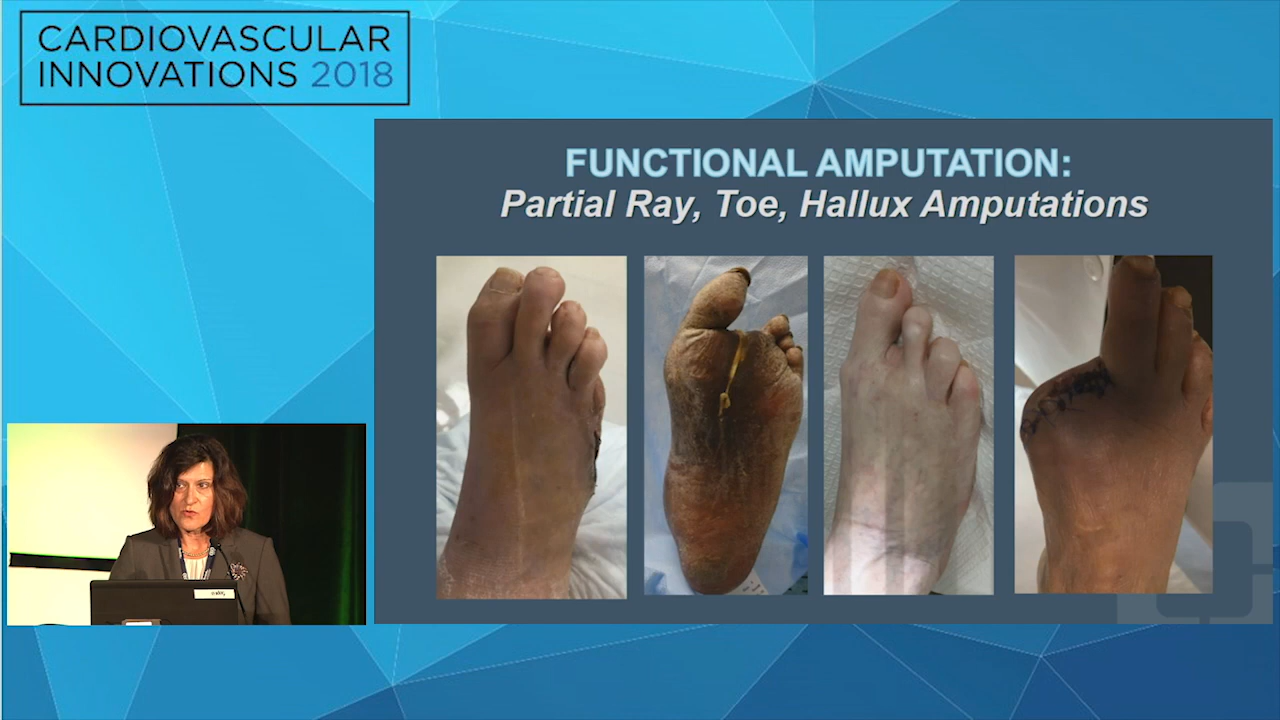 CARDIOVASCULAR
INNOVATIONS 2018
FUNCTIONAL AMPUTATION:
Partial Ray, Toe, Hallux Amputations